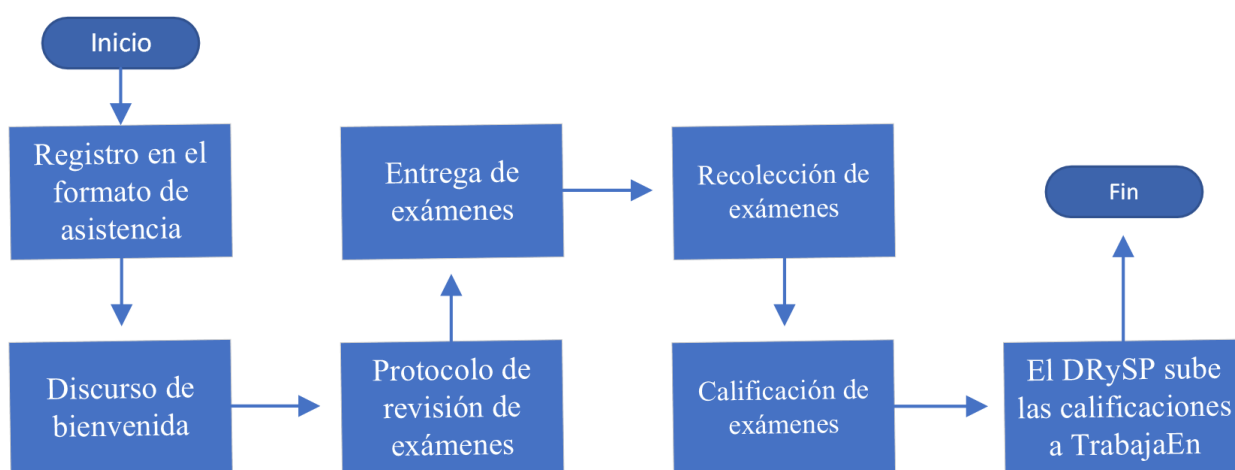 Inicio
Registro en el
formato de
asistencia
Discurso de
bienvenida
Protocolo de
revisión de
exámenes
Entrega de
exámenes
Recolección de
exámenes
Calificación de
exámenes
El DRySP sube
las calificaciones
a TrabajaEn
Fin